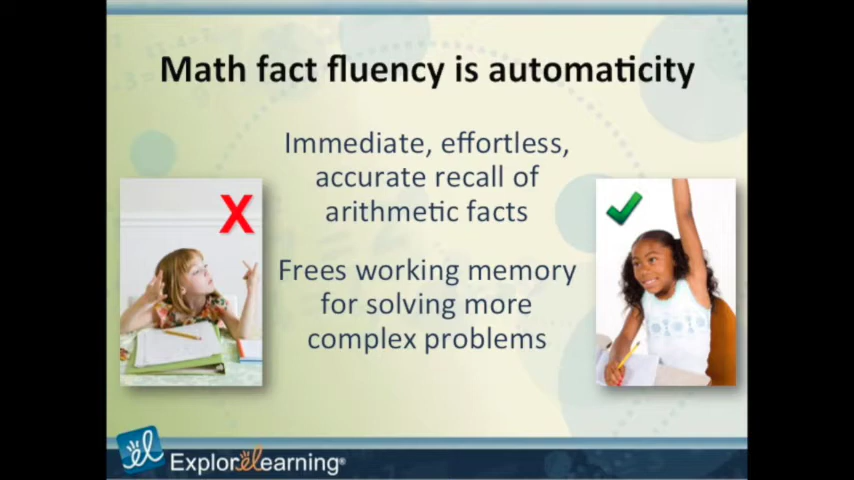 Math fact fluency is automaticity
Immediate, effortless,
accurate recall of
arithmetic facts
X
Frees working memory
for solving more
complex problems
el ExploreLearning®